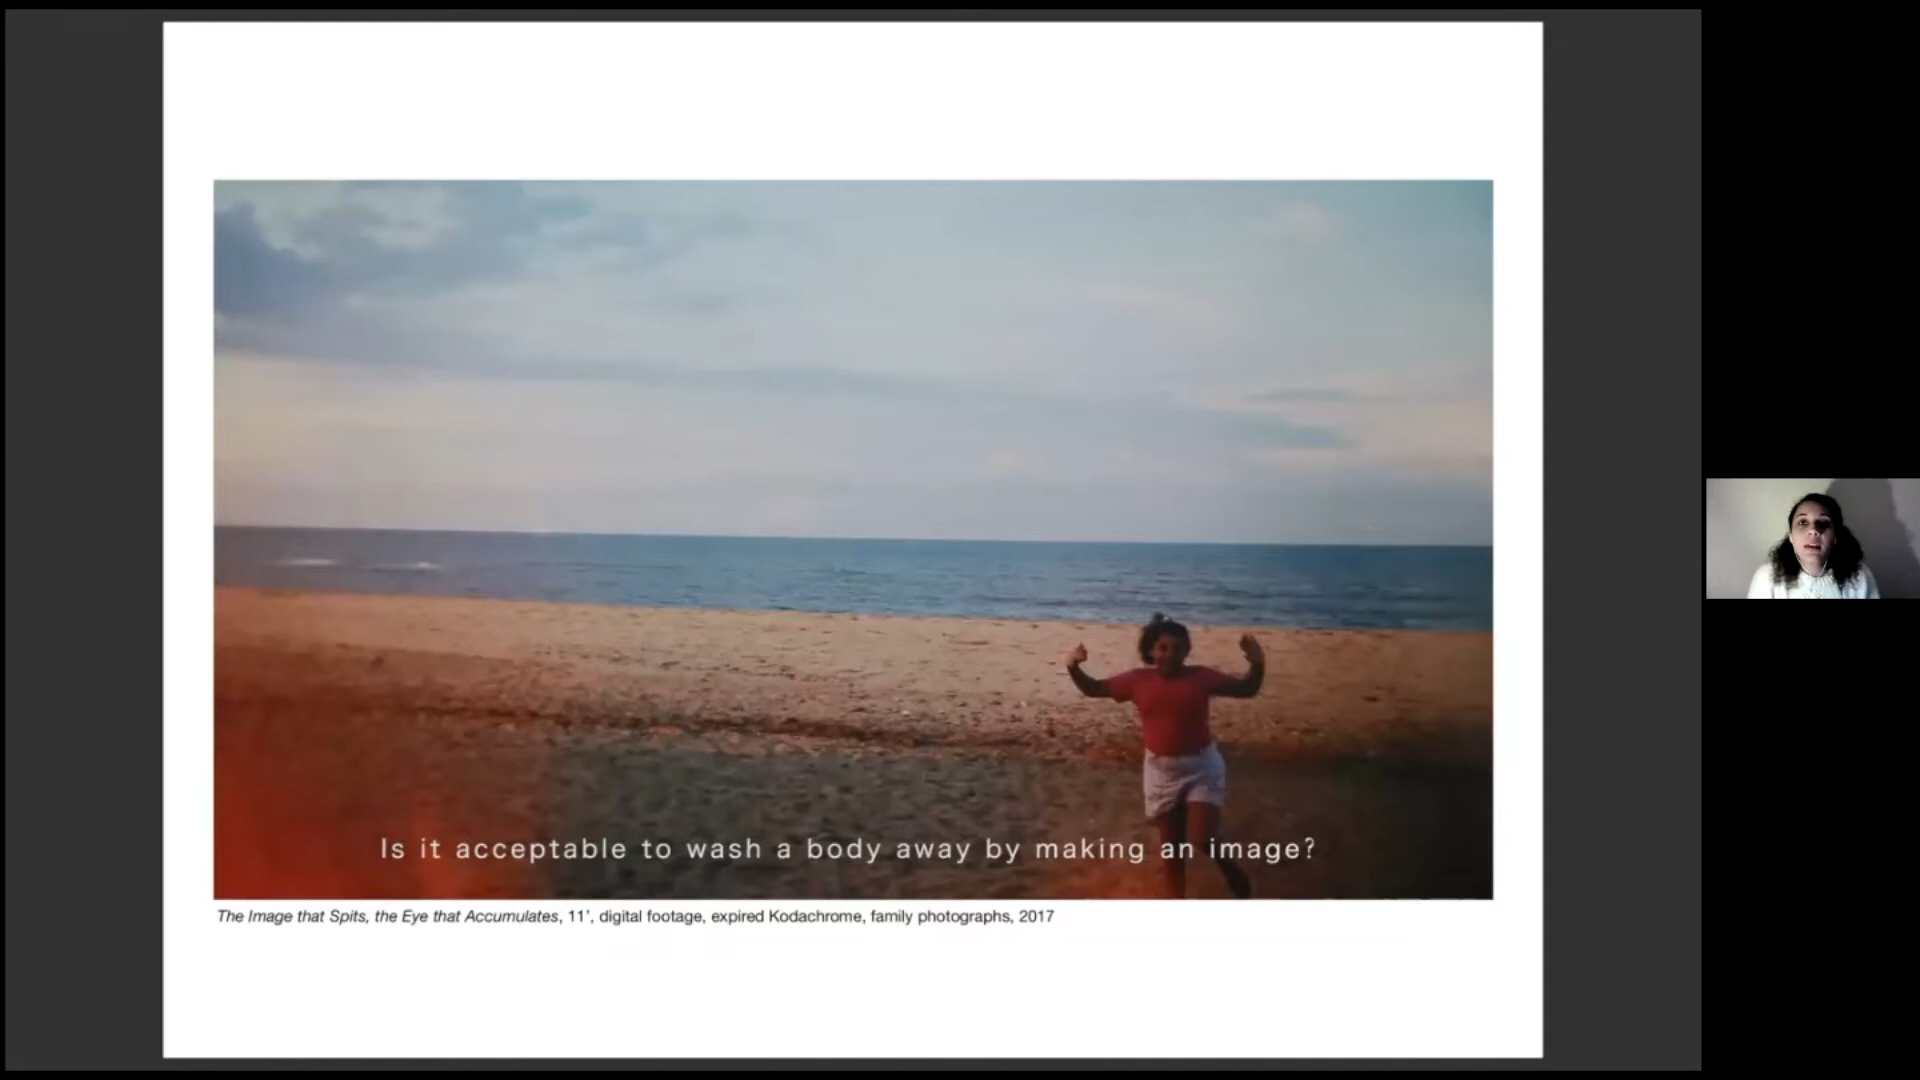 Is it acceptable to wash a body away by making an image?
The Image that Spits, the Eye that Accumulates, 11’, digital footage, expired Kodachrome, family photographs, 2017